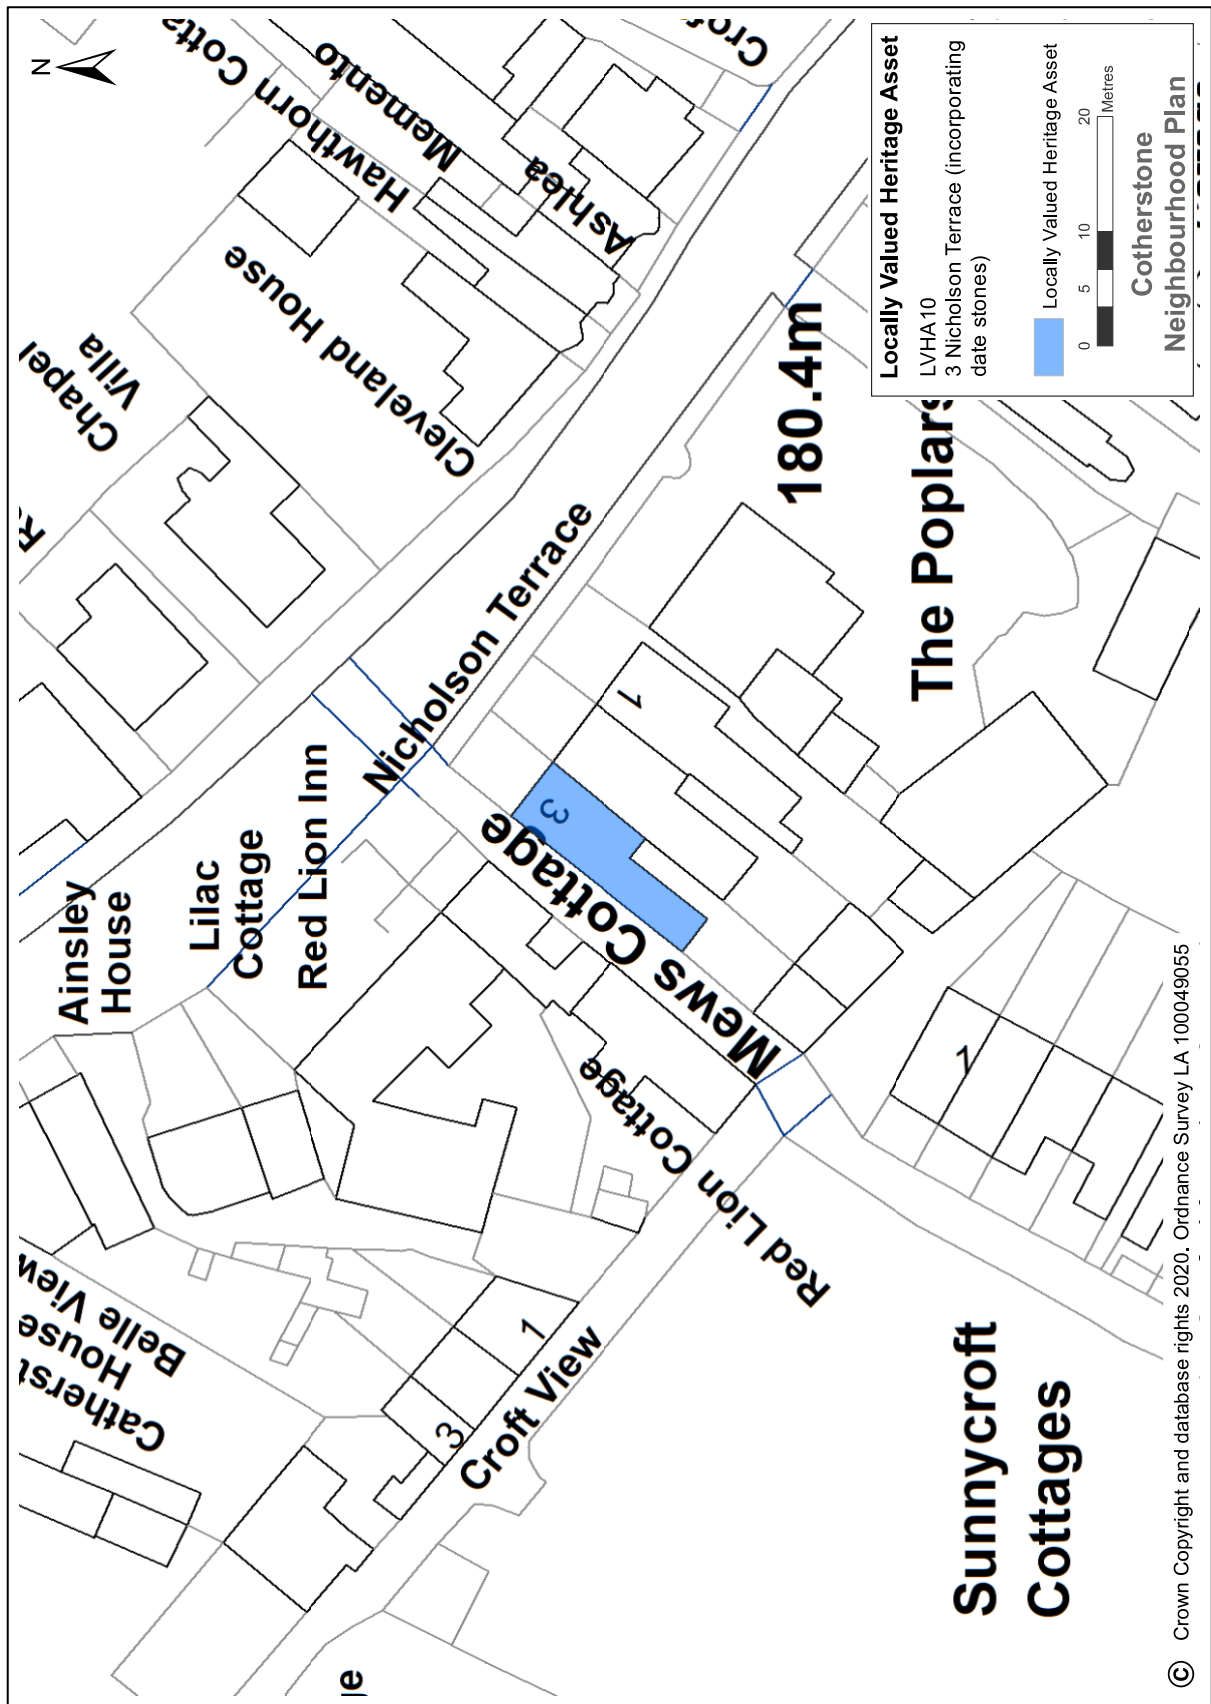 N
Croft
Hawthorn Cotta
Memento
Ashlea
Cleveland House
Chapel
Villa
Nicholson Terrace
180.4m
The Poplars
Ainsley
House
Lilac
Cottage
Red Lion Inn
1
3
Mews Cottage
Red Lion Cottage
1
Catherst
House
Belle View
1
3
Croft View
Sunnycroft
Cottages
ge
Locally Valued Heritage Asset
LVHA10
3 Nicholson Terrace (incorporating
date stones)
Locally Valued Heritage Asset
0 5 10 20
Metres
Cotherstone
Neighbourhood Plan
© Crown Copyright and database rights 2020. Ordnance Survey LA 100049055